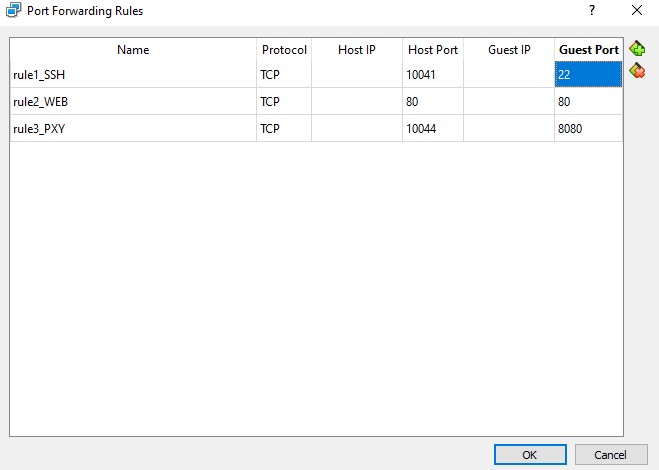 Port Forwarding Rules ?
Name Protocol Host IP Host Port Guest IP Guest Port
rule1_SSH TCP 10041 22
rule2_WEB TCP 80 80
rule3_PXY TCP 10044 8080
OK Cancel